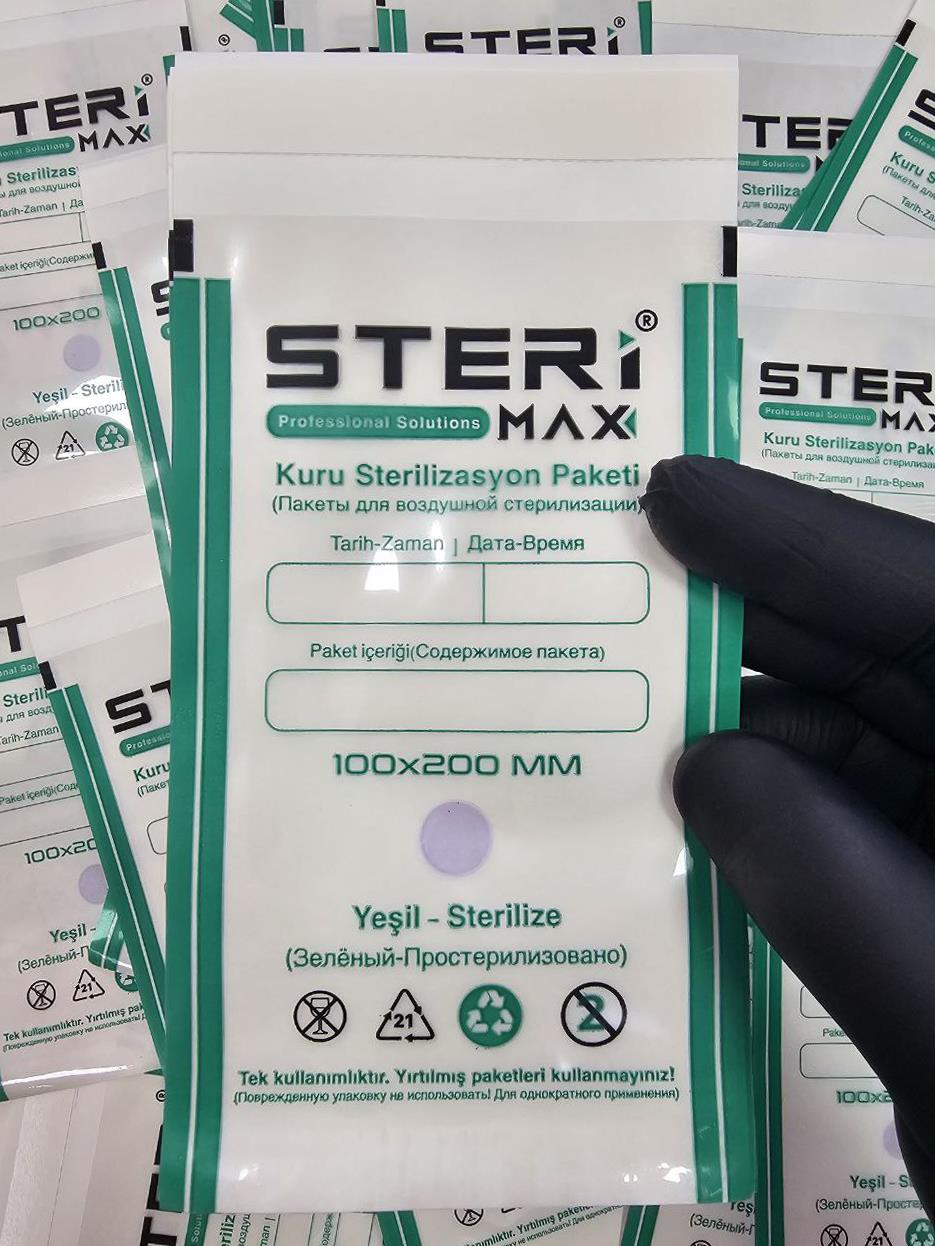 STERi®
Professional Solutions MAX
Kuru Sterilizasyon Paketi
(Пакеты для воздушной стерилизации)
Tarih-Zaman | Дата-Время
Paket içeriği(Содержимое пакета)
100x200 MM
Yeşil - Sterilize
(Зелёный-Простерилизовано)
21
2
Tek kullanımlıktır. Yırtılmış paketleri kullanmayınız!
(Поврежденную упаковку не использовать! Для однократного применения)